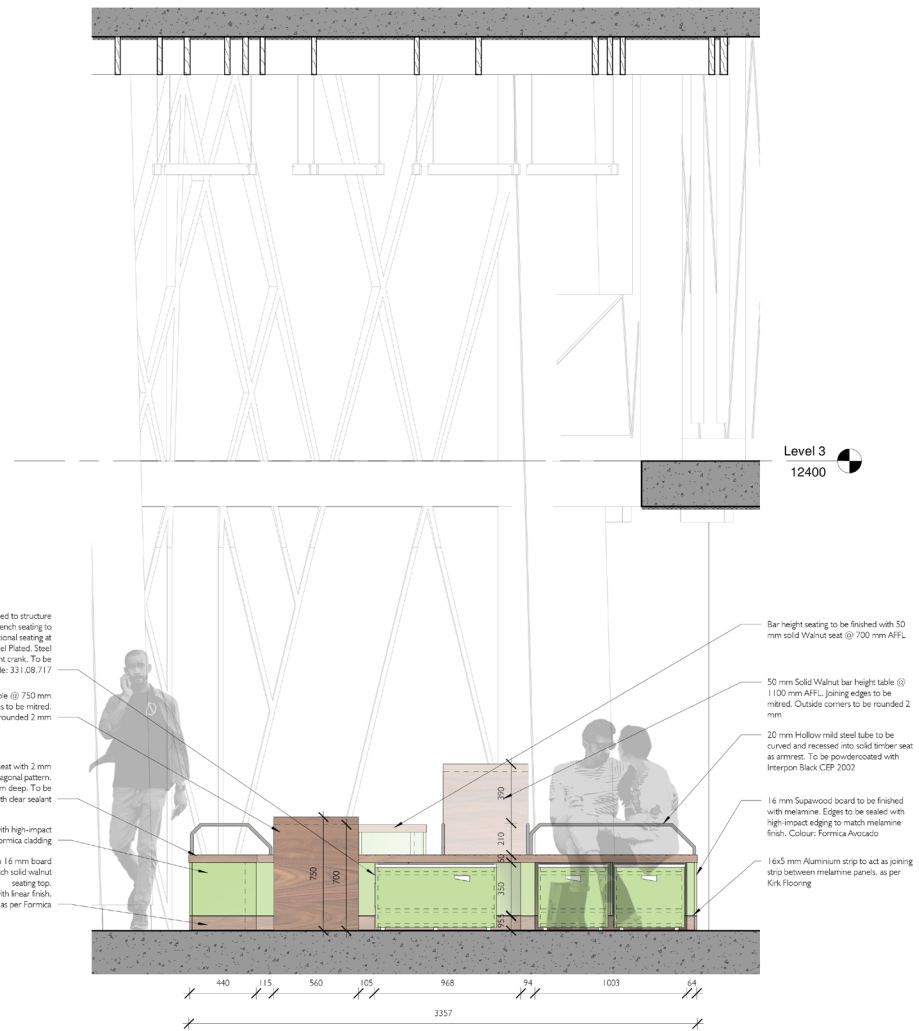 Level 3
12400
ed to structure
ench seating to
tional seating at
el Plated. Steel
nt crank. To be
le: 331.08.717
ble @ 750 mm
es to be mitred.
rounded 2 mm
seat with 2 mm
agonal pattern.
m deep. To be
th clear sealant
vith high-impact
ormica cladding
16 mm board
tch solid walnut
seating top.
ith linear finish,
as per Formica
Bar height seating to be finished with 50
mm solid Walnut seat @ 700 mm AFFL
50 mm Solid Walnut bar height table @
1100 mm AFFL. Joining edges to be
mitred. Outside corners to be rounded 2
mm
20 mm Hollow mild steel tube to be
curved and recessed into solid timber seat
as armrest. To be powdercoated with
Interpon Black CEP 2002
16 mm Supawood board to be finished
with melamine. Edges to be sealed with
high-impact edging to match melamine
finish. Colour: Formica Avocado
16x5 mm Aluminium strip to act as joining
strip between melamine panels, as per
Kirk Flooring
750
700
390
210
50
350
95
5
440
115
560
105
968
94
1003
64
3357